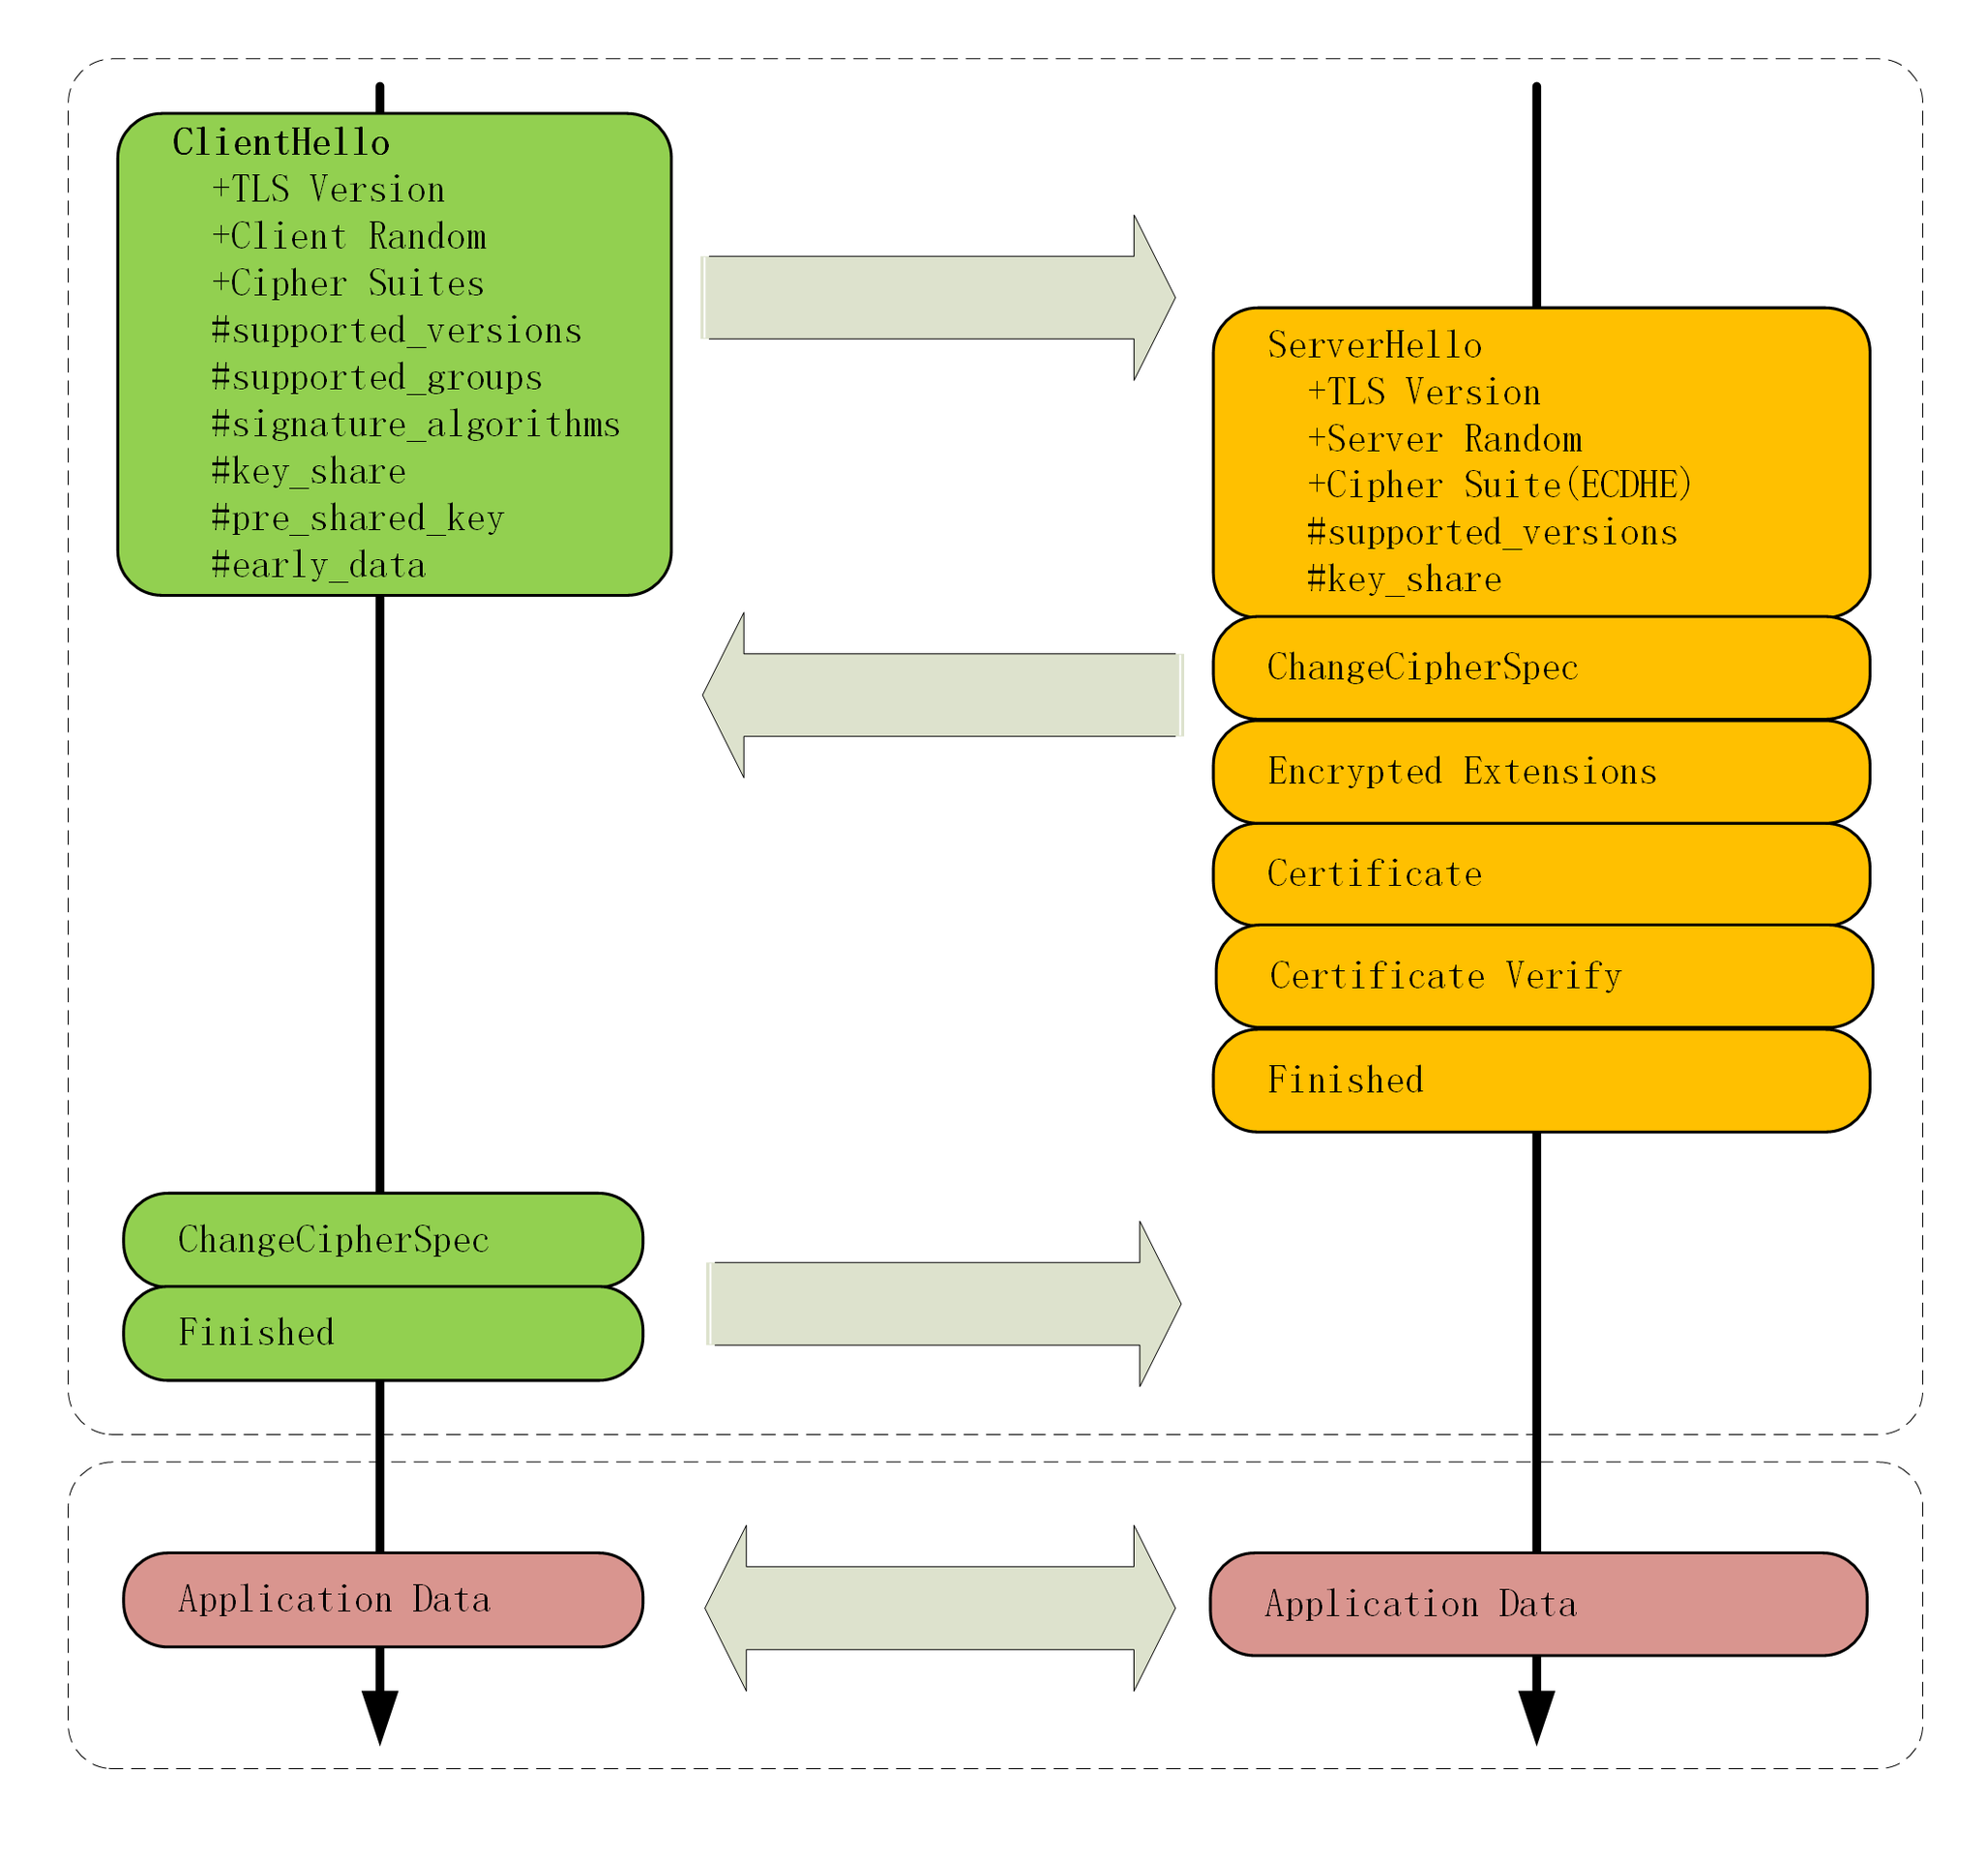 ClientHello
+TLS Version
+Client Random
+Cipher Suites
#supported_versions
#supported_groups
#signature_algorithms
#key_share
#pre_shared_key
#early_data
ServerHello
+TLS Version
+Server Random
+Cipher Suite(ECDHE)
#supported_versions
#key_share
ChangeCipherSpec
Encrypted Extensions
Certificate
Certificate Verify
Finished
ChangeCipherSpec
Finished
Application Data
Application Data